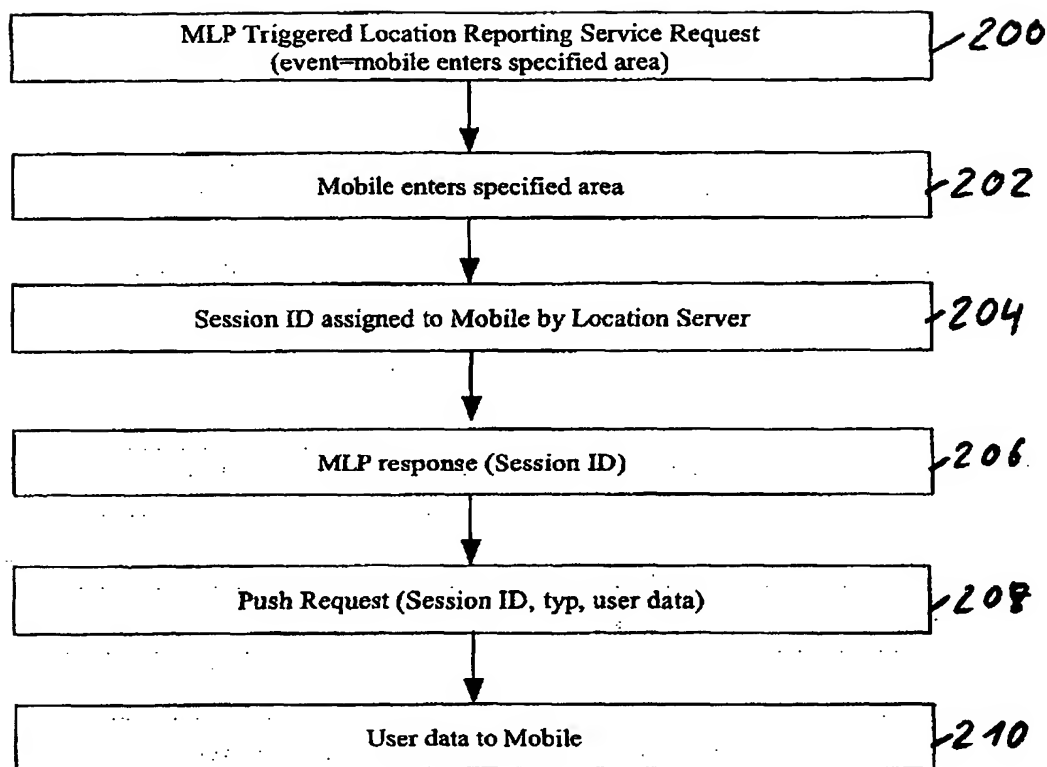 MLP Triggered Location Reporting Service Request
(event=mobile enters specified area)
200
Mobile enters specified area
202
Session ID assigned to Mobile by Location Server
204
MLP response (Session ID)
206
Push Request (Session ID, typ, user data)
208
User data to Mobile
210